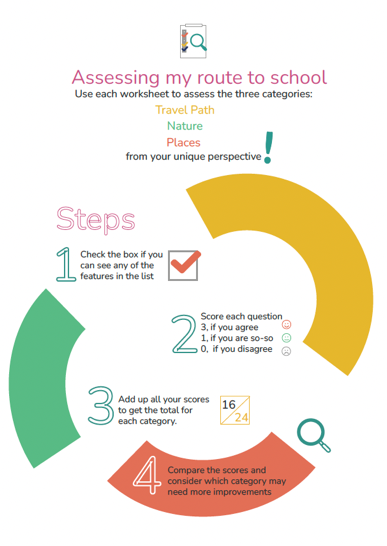 Assessing my route to school
Use each worksheet to assess the three categories:
Travel Path
Nature
Places
from your unique perspective !
Steps
1 Check the box if you
can see any of the
features in the list
2 Score each question
3, if you agree
1, if you are so-so
0, if you disagree
3 Add up all your scores
to get the total for
each category.
16/24
4 Compare the scores and
consider which category may
need more improvements